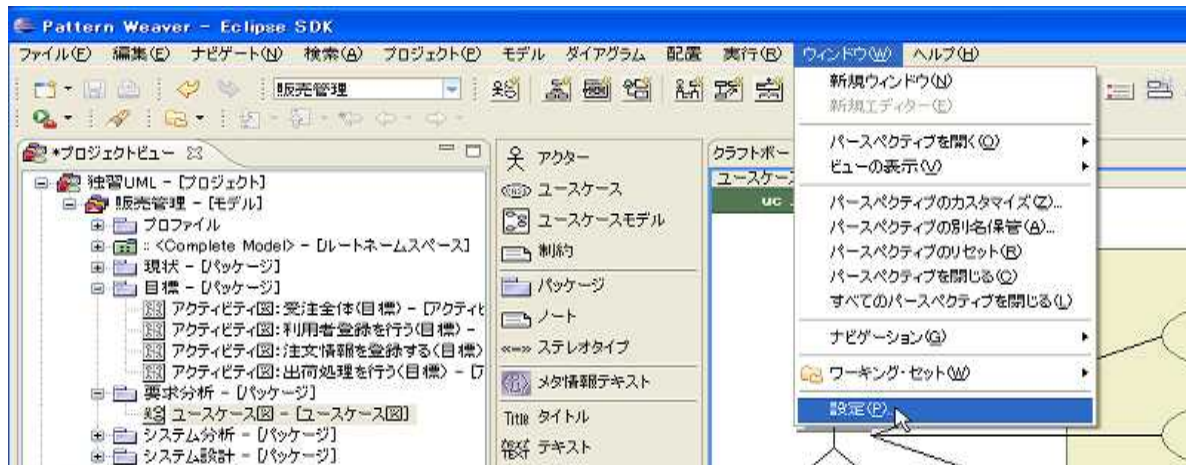 Pattern Weaver - Eclipse SDK
ファイル(F) 編集(E) ナビゲート(N) 検索(A) プロジェクト(P) モデル ダイアグラム 配置 実行(R) ウィンドウ(W) ヘルプ(H)
販売管理
*プロジェクトビュー
独習UML - [プロジェクト]
販売管理 - [モデル]
プロファイル
:: <Complete Model> - [ルートネームスペース]
現状 - [パッケージ]
目標 - [パッケージ]
アクティビティ図: 受注全体(目標) - [アクティビ
アクティビティ図: 利用者登録を行う(目標) -
アクティビティ図: 注文情報を登録する(目標)
アクティビティ図: 出荷処理を行う(目標) - [ア
要求分析 - [パッケージ]
ユースケース図 - [ユースケース図]
システム分析 - [パッケージ]
システム設計 - [パッケージ]
アクター
ユースケース
ユースケースモデル
制約
パッケージ
ノート
«--» ステレオタイプ
メタ情報テキスト
Title タイトル
テキスト
クラフトボー
ユースケー
uc
新規ウィンドウ(N)
新規エディター(E)
パースペクティブを開く(O)
ビューの表示(V)
パースペクティブのカスタマイズ(Z)...
パースペクティブの別名保管(A)...
パースペクティブのリセット(R)
パースペクティブを閉じる(C)
すべてのパースペクティブを閉じる(L)
ナビゲーション(G)
ワーキング・セット(W)
設定(P)...